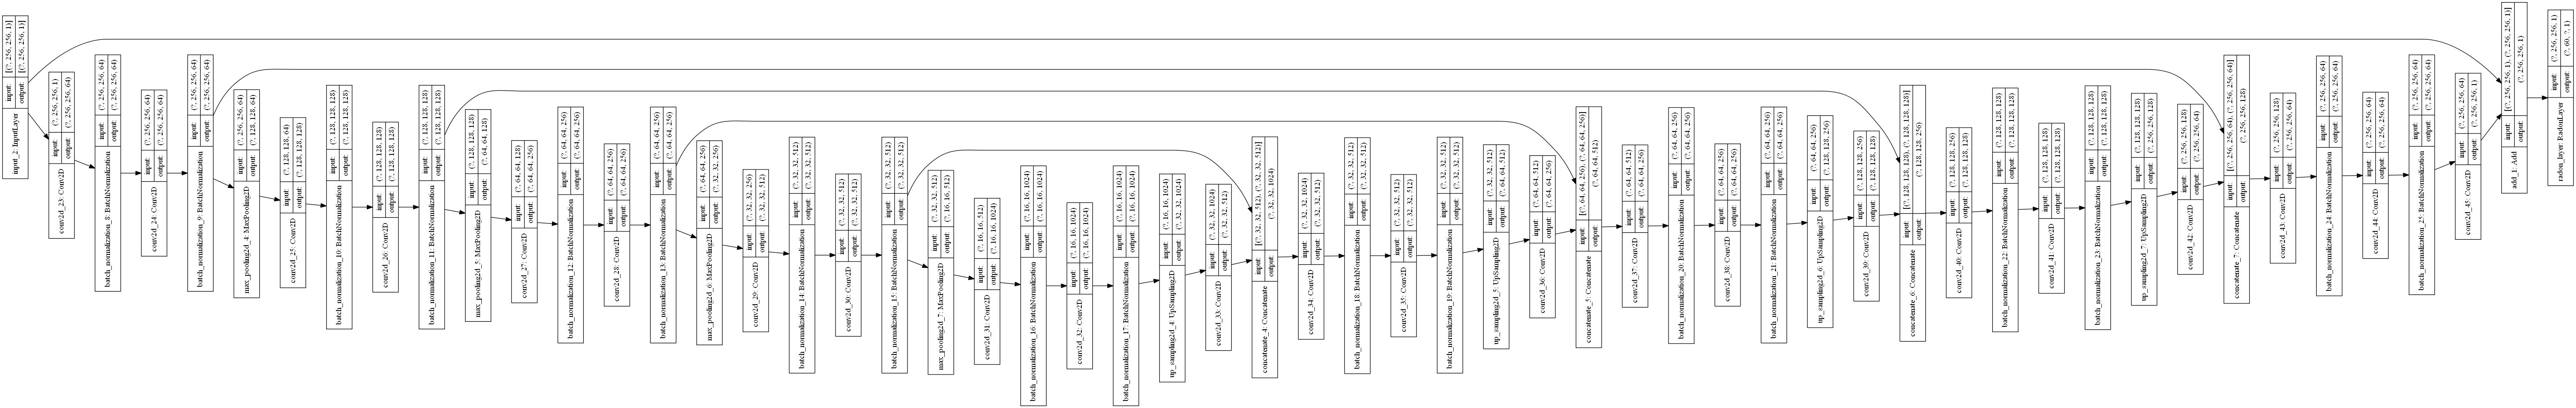 input_2: InputLayer
input: [(?, 256, 256, 1)]
output: [(?, 256, 256, 1)]
conv2d_23: Conv2D
input: (?, 256, 256, 1)
output: (?, 256, 256, 64)
batch_normalization_8: BatchNormalization
input: (?, 256, 256, 64)
output: (?, 256, 256, 64)
conv2d_24: Conv2D
input: (?, 256, 256, 64)
output: (?, 256, 256, 64)
batch_normalization_9: BatchNormalization
input: (?, 256, 256, 64)
output: (?, 256, 256, 64)
max_pooling2d_4: MaxPooling2D
input: (?, 256, 256, 64)
output: (?, 128, 128, 64)
conv2d_25: Conv2D
input: (?, 128, 128, 64)
output: (?, 128, 128, 128)
batch_normalization_10: BatchNormalization
input: (?, 128, 128, 128)
output: (?, 128, 128, 128)
conv2d_26: Conv2D
input: (?, 128, 128, 128)
output: (?, 128, 128, 128)
batch_normalization_11: BatchNormalization
input: (?, 128, 128, 128)
output: (?, 128, 128, 128)
max_pooling2d_5: MaxPooling2D
input: (?, 128, 128, 128)
output: (?, 64, 64, 128)
conv2d_27: Conv2D
input: (?, 64, 64, 128)
output: (?, 64, 64, 256)
batch_normalization_12: BatchNormalization
input: (?, 64, 64, 256)
output: (?, 64, 64, 256)
conv2d_28: Conv2D
input: (?, 64, 64, 256)
output: (?, 64, 64, 256)
batch_normalization_13: BatchNormalization
input: (?, 64, 64, 256)
output: (?, 64, 64, 256)
max_pooling2d_6: MaxPooling2D
input: (?, 64, 64, 256)
output: (?, 32, 32, 256)
conv2d_29: Conv2D
input: (?, 32, 32, 256)
output: (?, 32, 32, 512)
batch_normalization_14: BatchNormalization
input: (?, 32, 32, 512)
output: (?, 32, 32, 512)
conv2d_30: Conv2D
input: (?, 32, 32, 512)
output: (?, 32, 32, 512)
batch_normalization_15: BatchNormalization
input: (?, 32, 32, 512)
output: (?, 32, 32, 512)
max_pooling2d_7: MaxPooling2D
input: (?, 32, 32, 512)
output: (?, 16, 16, 512)
conv2d_31: Conv2D
input: (?, 16, 16, 512)
output: (?, 16, 16, 1024)
batch_normalization_16: BatchNormalization
input: (?, 16, 16, 1024)
output: (?, 16, 16, 1024)
conv2d_32: Conv2D
input: (?, 16, 16, 1024)
output: (?, 16, 16, 1024)
batch_normalization_17: BatchNormalization
input: (?, 16, 16, 1024)
output: (?, 16, 16, 1024)
up_sampling2d_4: UpSampling2D
input: (?, 16, 16, 1024)
output: (?, 32, 32, 1024)
conv2d_33: Conv2D
input: (?, 32, 32, 1024)
output: (?, 32, 32, 512)
concatenate_4: Concatenate
input: [(?, 32, 32, 512), (?, 32, 32, 512)]
output: (?, 32, 32, 1024)
conv2d_34: Conv2D
input: (?, 32, 32, 1024)
output: (?, 32, 32, 512)
batch_normalization_18: BatchNormalization
input: (?, 32, 32, 512)
output: (?, 32, 32, 512)
conv2d_35: Conv2D
input: (?, 32, 32, 512)
output: (?, 32, 32, 512)
batch_normalization_19: BatchNormalization
input: (?, 32, 32, 512)
output: (?, 32, 32, 512)
up_sampling2d_5: UpSampling2D
input: (?, 32, 32, 512)
output: (?, 64, 64, 512)
conv2d_36: Conv2D
input: (?, 64, 64, 512)
output: (?, 64, 64, 256)
concatenate_5: Concatenate
input: [(?, 64, 64, 256), (?, 64, 64, 256)]
output: (?, 64, 64, 512)
conv2d_37: Conv2D
input: (?, 64, 64, 512)
output: (?, 64, 64, 256)
batch_normalization_20: BatchNormalization
input: (?, 64, 64, 256)
output: (?, 64, 64, 256)
conv2d_38: Conv2D
input: (?, 64, 64, 256)
output: (?, 64, 64, 256)
batch_normalization_21: BatchNormalization
input: (?, 64, 64, 256)
output: (?, 64, 64, 256)
up_sampling2d_6: UpSampling2D
input: (?, 64, 64, 256)
output: (?, 128, 128, 256)
conv2d_39: Conv2D
input: (?, 128, 128, 256)
output: (?, 128, 128, 128)
concatenate_6: Concatenate
input: [(?, 128, 128, 128), (?, 128, 128, 128)]
output: (?, 128, 128, 256)
conv2d_40: Conv2D
input: (?, 128, 128, 256)
output: (?, 128, 128, 128)
batch_normalization_22: BatchNormalization
input: (?, 128, 128, 128)
output: (?, 128, 128, 128)
conv2d_41: Conv2D
input: (?, 128, 128, 128)
output: (?, 128, 128, 128)
batch_normalization_23: BatchNormalization
input: (?, 128, 128, 128)
output: (?, 128, 128, 128)
up_sampling2d_7: UpSampling2D
input: (?, 128, 128, 128)
output: (?, 256, 256, 128)
conv2d_42: Conv2D
input: (?, 256, 256, 128)
output: (?, 256, 256, 64)
concatenate_7: Concatenate
input: [(?, 256, 256, 64), (?, 256, 256, 64)]
output: (?, 256, 256, 128)
conv2d_43: Conv2D
input: (?, 256, 256, 128)
output: (?, 256, 256, 64)
batch_normalization_24: BatchNormalization
input: (?, 256, 256, 64)
output: (?, 256, 256, 64)
conv2d_44: Conv2D
input: (?, 256, 256, 64)
output: (?, 256, 256, 64)
batch_normalization_25: BatchNormalization
input: (?, 256, 256, 64)
output: (?, 256, 256, 64)
conv2d_45: Conv2D
input: (?, 256, 256, 64)
output: (?, 256, 256, 1)
add_1: Add
input: [(?, 256, 256, 1), (?, 256, 256, 1)]
output: (?, 256, 256, 1)
radon_layer: RadonLayer
input: (?, 256, 256, 1)
output: (?, 60, ?, 1)